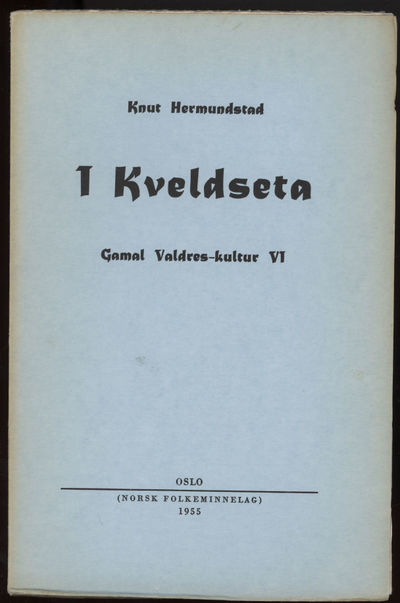 Knut Hermundstad
I Kveldseta
Gamal Valdres-kultur VI
OSLO
(NORSK FOLKEMINNELAG)
1955